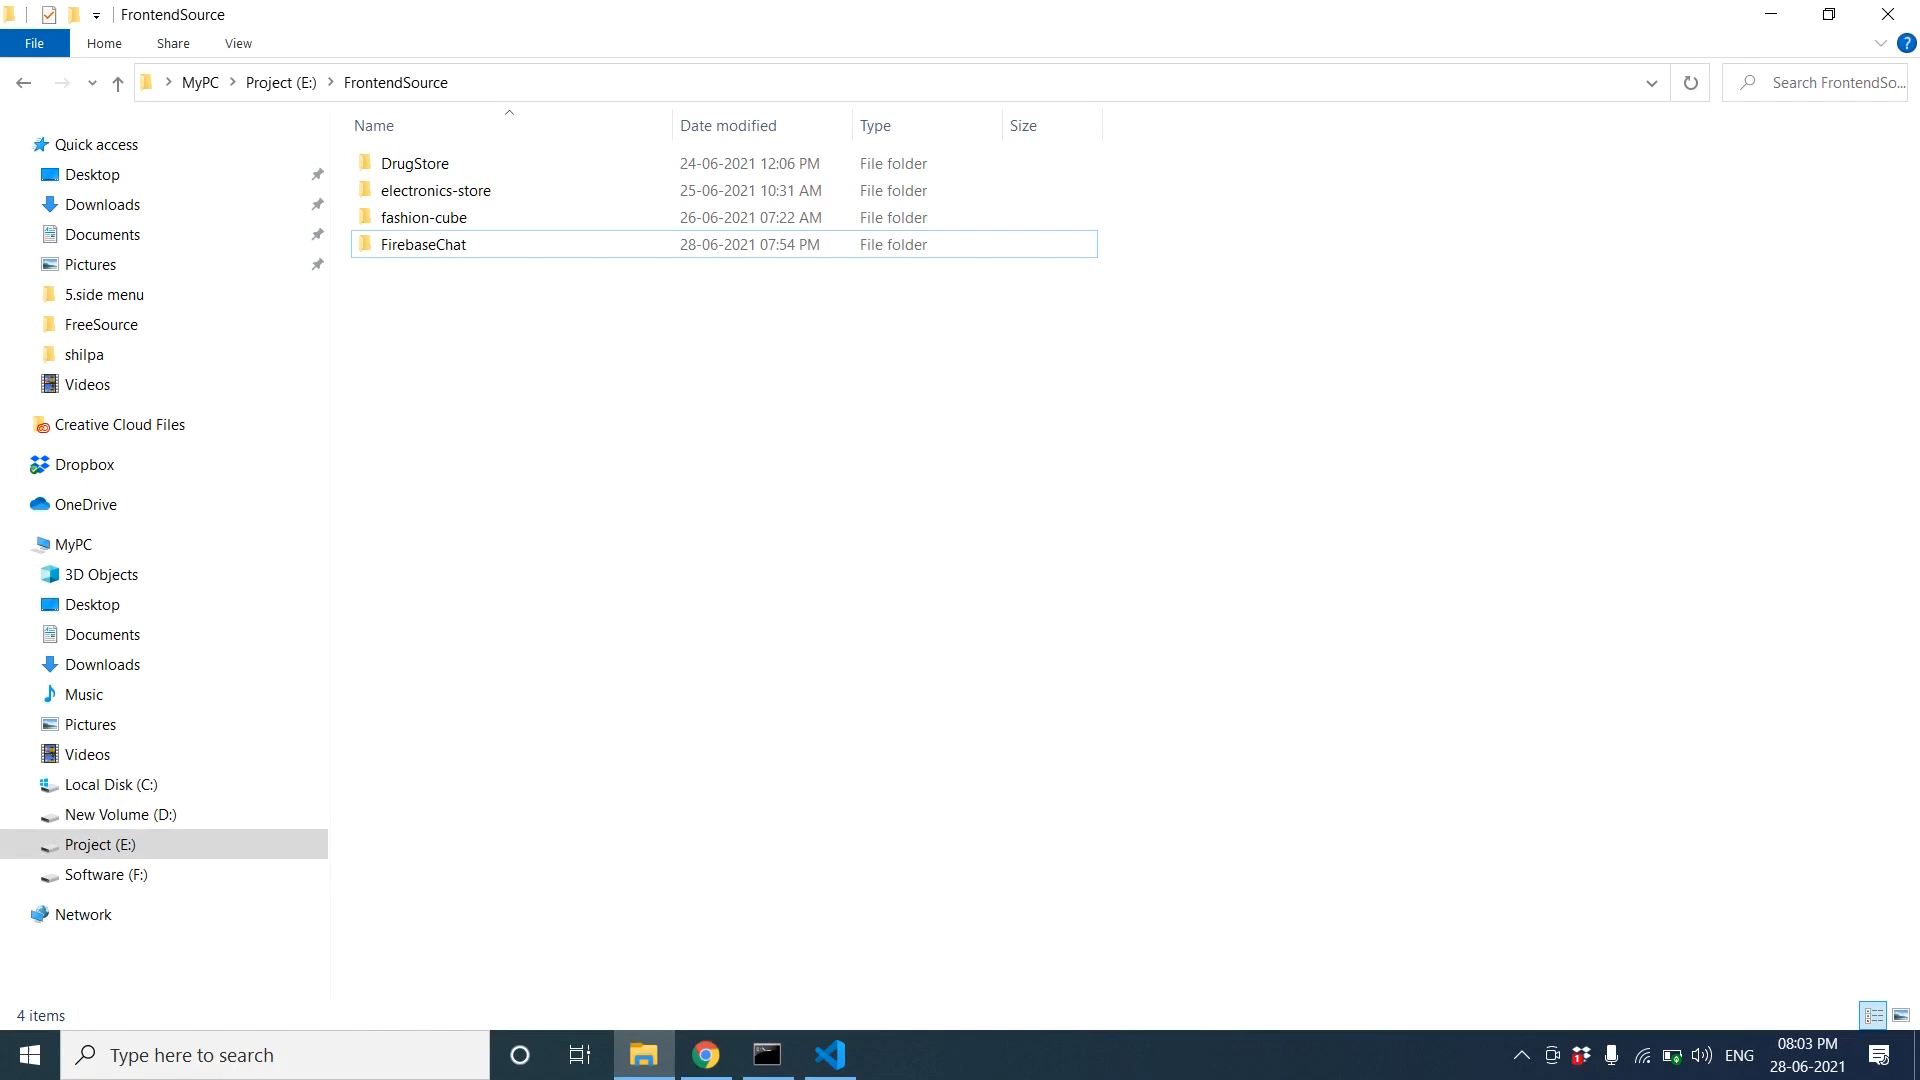 FrontendSource
File Home Share View
MyPC Project (E:) FrontendSource
Search FrontendSo...
Name Date modified Type Size
DrugStore 24-06-2021 12:06 PM File folder
electronics-store 25-06-2021 10:31 AM File folder
fashion-cube 26-06-2021 07:22 AM File folder
FirebaseChat 28-06-2021 07:54 PM File folder
Quick access
Desktop
Downloads
Documents
Pictures
5.side menu
FreeSource
shilpa
Videos
Creative Cloud Files
Dropbox
OneDrive
MyPC
3D Objects
Desktop
Documents
Downloads
Music
Pictures
Videos
Local Disk (C:)
New Volume (D:)
Project (E:)
Software (F:)
Network
4 items
Type here to search
1
ENG
08:03 PM
28-06-2021